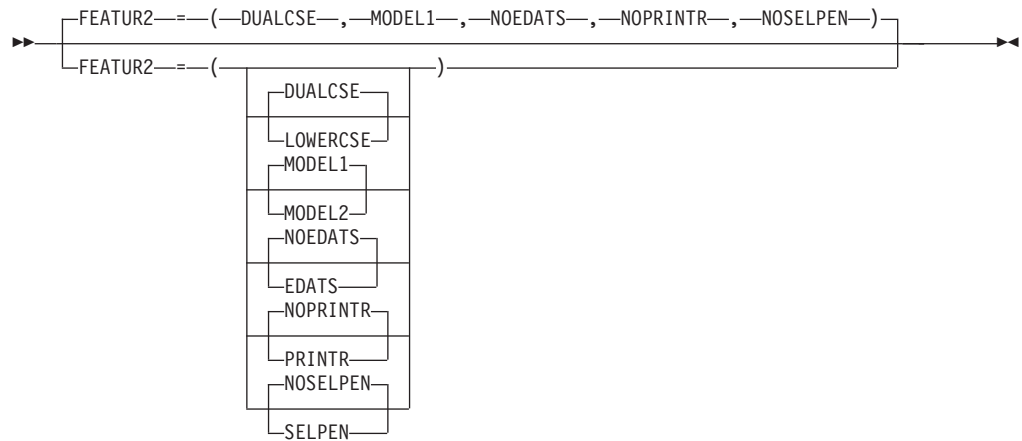 FEATUR2 = ( DUALCSE , MODEL1 , NOEDATS , NOPRINTR , NOSELPEN )
FEATUR2 = ( )
DUALCSE
LOWERCSE
MODEL1
MODEL2
NOEDATS
EDATS
NOPRINTR
PRINTR
NOSELPEN
SELPEN